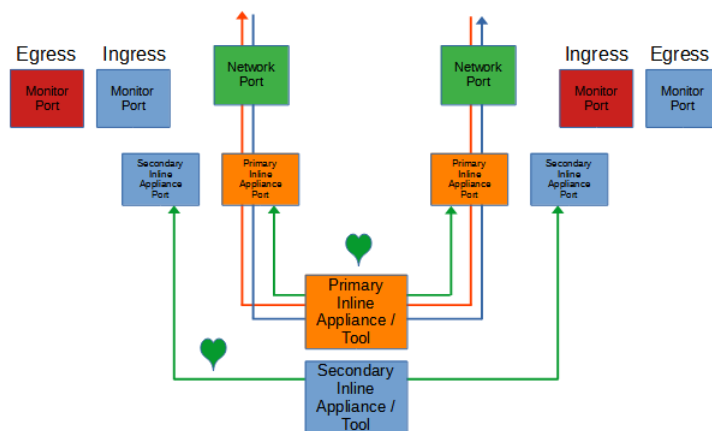 Egress
Ingress
Ingress
Egress
Monitor
Port
Monitor
Port
Network
Port
Network
Port
Monitor
Port
Monitor
Port
Secondary
Inline
Appliance
Port
Primary
Inline
Appliance
Port
Primary
Inline
Appliance
Port
Secondary
Inline
Appliance
Port
Primary
Inline
Appliance /
Tool
Secondary
Inline
Appliance /
Tool